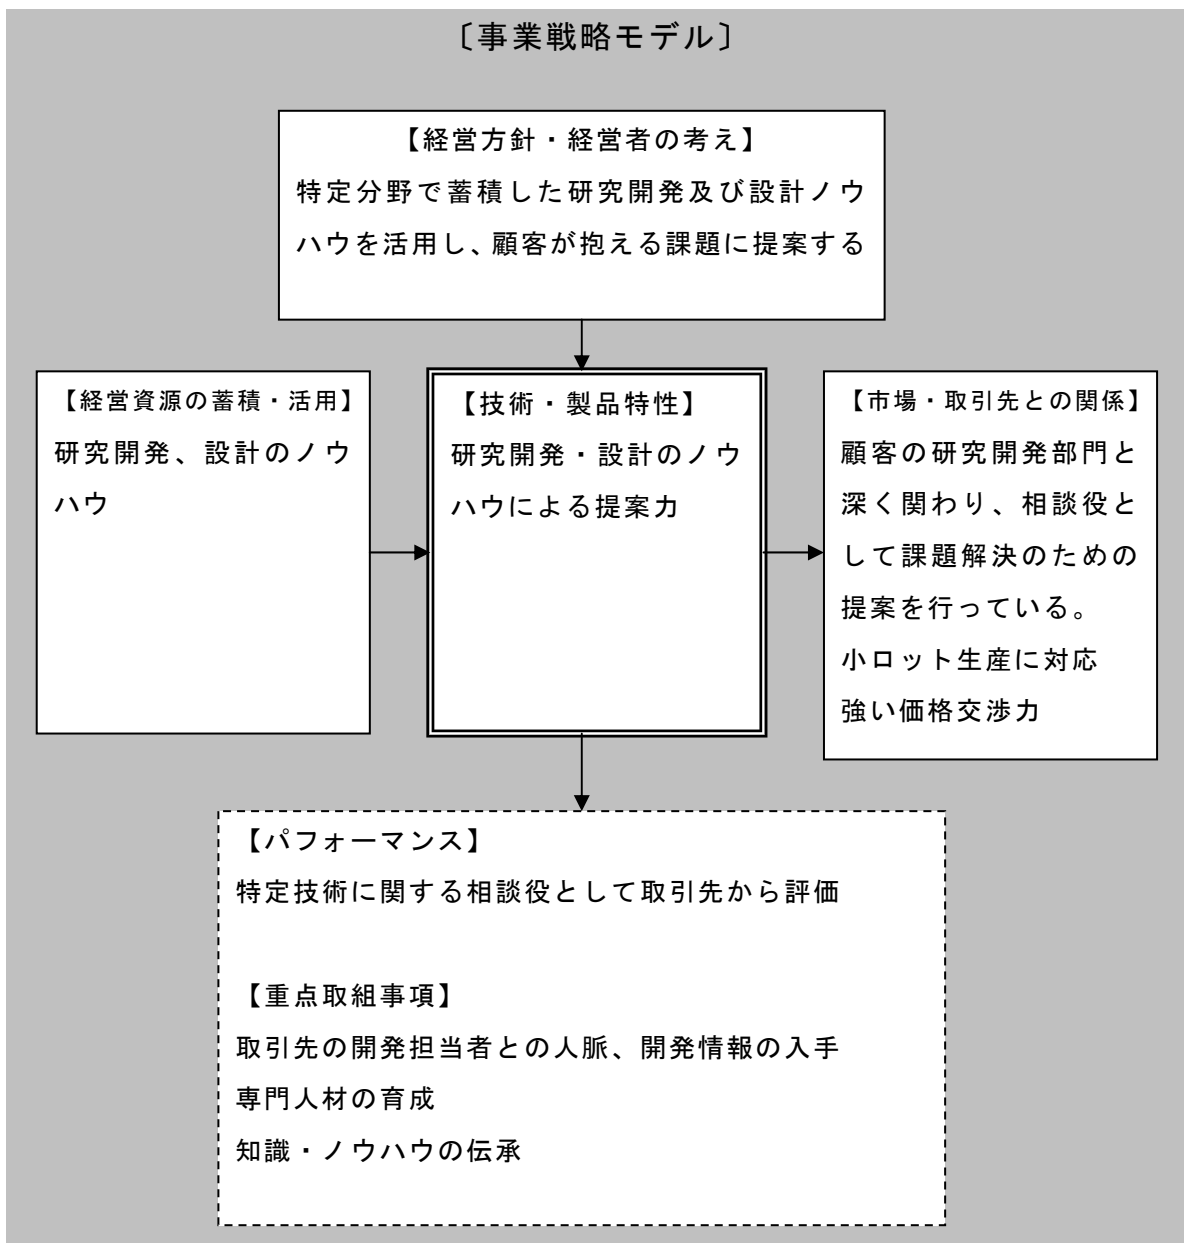 〔事業戦略モデル〕
【経営方針・経営者の考え】
特定分野で蓄積した研究開発及び設計ノウ
ハウを活用し、顧客が抱える課題に提案する
【経営資源の蓄積・活用】
研究開発、設計のノウ
ハウ
【技術・製品特性】
研究開発・設計のノウ
ハウによる提案力
【市場・取引先との関係】
顧客の研究開発部門と
深く関わり、相談役と
して課題解決のための
提案を行っている。
小ロット生産に対応
強い価格交渉力
【パフォーマンス】
特定技術に関する相談役として取引先から評価
【重点取組事項】
取引先の開発担当者との人脈、開発情報の入手
専門人材の育成
知識・ノウハウの伝承